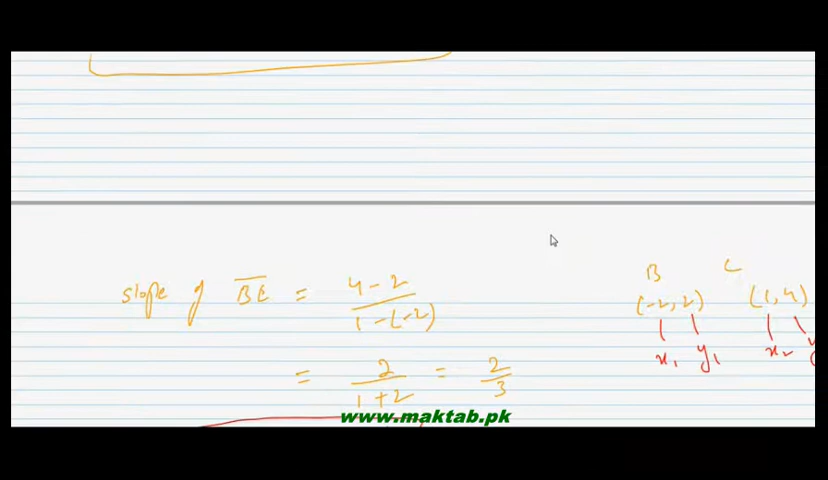 B C
slope of BC = 4-2 / 1-(-2) (-2, 2) (1, 4)
x₁ y₁ x₂
= 2 / 1+2 = 2 / 3
www.maktab.pk